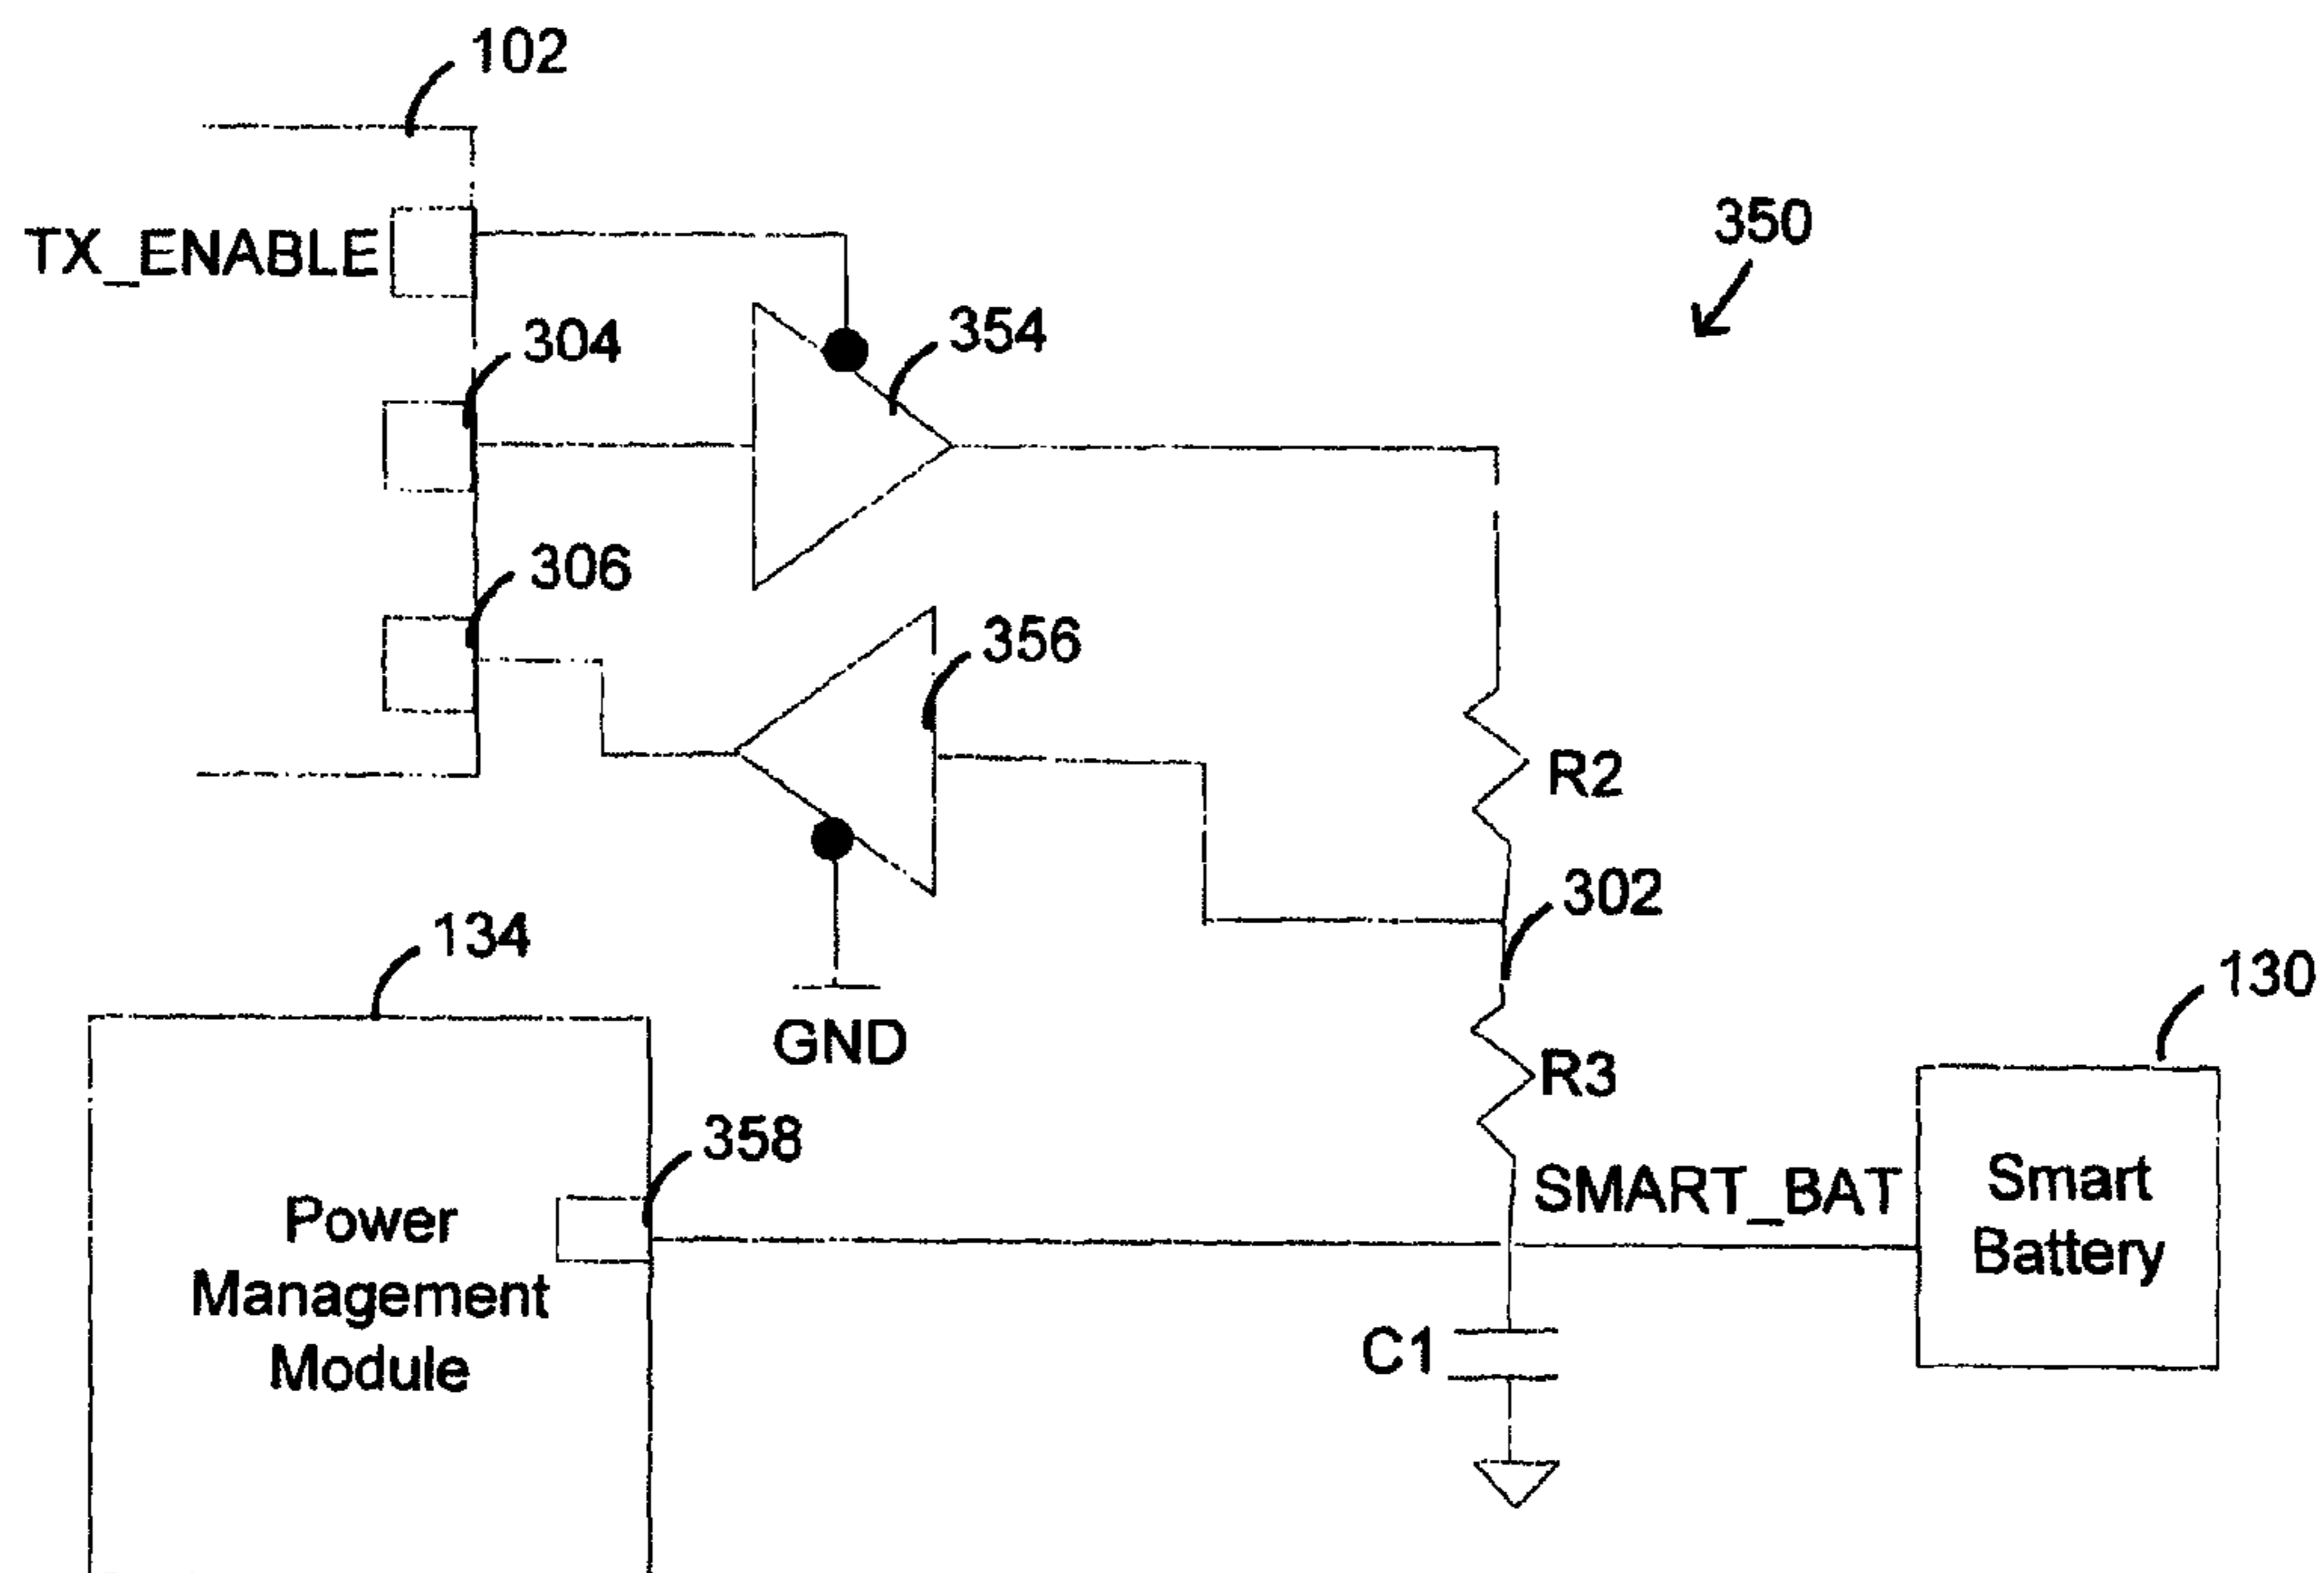 102
TX_ENABLE
350
304
354
306
356
R2
302
134
130
GND
R3
358
SMART_BAT
Smart
Battery
Power
Management
Module
C1